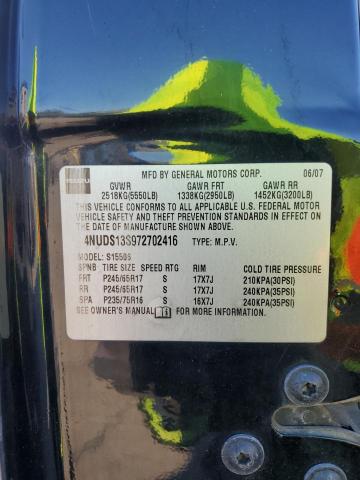 ISUZU MFD BY GENERAL MOTORS CORP. 06/07
GVWR GAWR FRT GAWR RR
2518KG(5550LB) 1338KG(2950LB) 1452KG(3200LB)
THIS VEHICLE CONFORMS TO ALL APPLICABLE U.S. FEDERAL MOTOR
VEHICLE SAFETY AND THEFT PREVENTION STANDARDS IN EFFECT ON
THE DATE OF MANUFACTURE SHOWN ABOVE.
4NUDS13S972702416 TYPE: M.P.V.
MODEL: S15506
SPNB TIRE SIZE SPEED RTG RIM COLD TIRE PRESSURE
FRT P245/65R17 S 17X7J 210KPA(30PSI)
RR P245/65R17 S 17X7J 240KPA(35PSI)
SPA P235/75R16 S 16X7J 240KPA(35PSI)
SEE OWNER'S MANUAL FOR MORE INFORMATION.